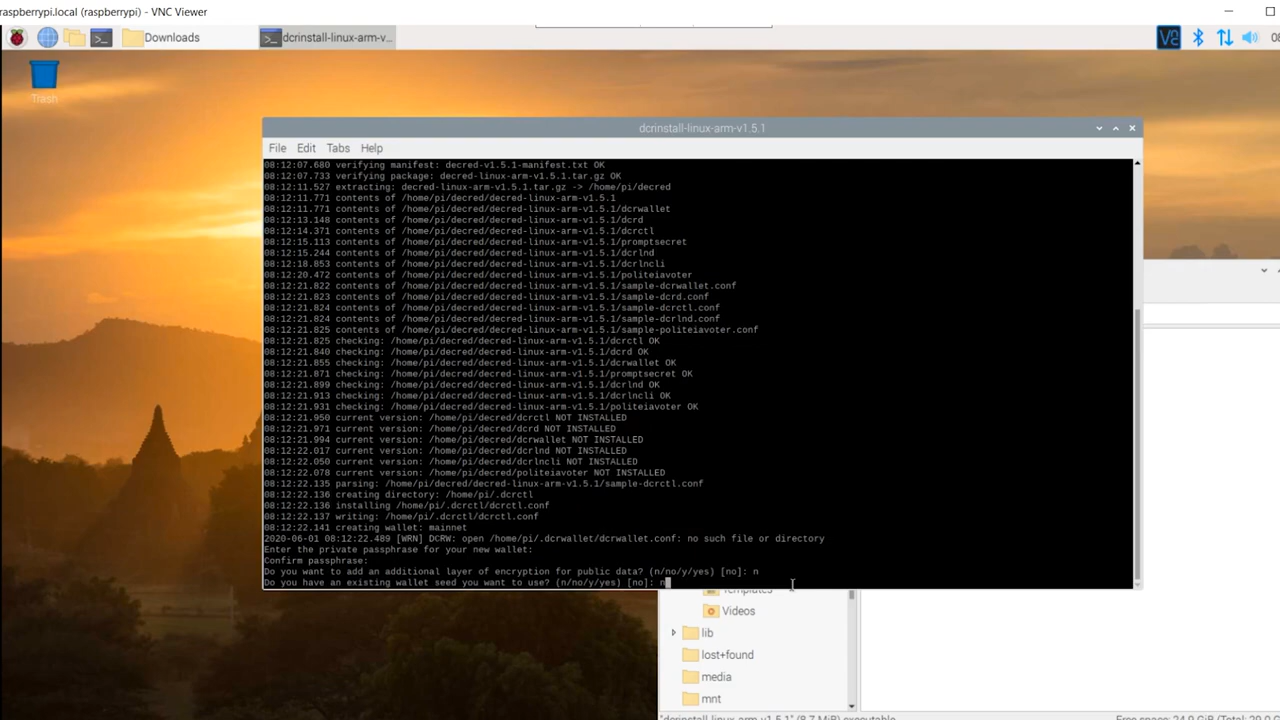 raspberrypi.local (raspberrypi) - VNC Viewer
Downloads
dcrinstall-linux-arm-v...
08
Trash
dcrinstall-linux-arm-v1.5.1
File Edit Tabs Help
08:12:07.680 verifying manifest: decred-v1.5.1-manifest.txt OK
08:12:07.733 verifying package: decred-linux-arm-v1.5.1.tar.gz OK
08:12:11.527 extracting: decred-linux-arm-v1.5.1.tar.gz -> /home/pi/decred
08:12:11.771 contents of /home/pi/decred/decred-linux-arm-v1.5.1
08:12:11.771 contents of /home/pi/decred/decred-linux-arm-v1.5.1/dcrwallet
08:12:13.148 contents of /home/pi/decred/decred-linux-arm-v1.5.1/dcrd
08:12:14.371 contents of /home/pi/decred/decred-linux-arm-v1.5.1/dcrctl
08:12:15.113 contents of /home/pi/decred/decred-linux-arm-v1.5.1/promptsecret
08:12:15.244 contents of /home/pi/decred/decred-linux-arm-v1.5.1/dcrlnd
08:12:18.853 contents of /home/pi/decred/decred-linux-arm-v1.5.1/dcrlncli
08:12:20.472 contents of /home/pi/decred/decred-linux-arm-v1.5.1/politeiavoter
08:12:21.822 contents of /home/pi/decred/decred-linux-arm-v1.5.1/sample-dcrwallet.conf
08:12:21.823 contents of /home/pi/decred/decred-linux-arm-v1.5.1/sample-dcrd.conf
08:12:21.824 contents of /home/pi/decred/decred-linux-arm-v1.5.1/sample-dcrctl.conf
08:12:21.824 contents of /home/pi/decred/decred-linux-arm-v1.5.1/sample-dcrlnd.conf
08:12:21.825 contents of /home/pi/decred/decred-linux-arm-v1.5.1/sample-politeiavoter.conf
08:12:21.825 checking: /home/pi/decred/decred-linux-arm-v1.5.1/dcrctl OK
08:12:21.840 checking: /home/pi/decred/decred-linux-arm-v1.5.1/dcrd OK
08:12:21.855 checking: /home/pi/decred/decred-linux-arm-v1.5.1/dcrwallet OK
08:12:21.871 checking: /home/pi/decred/decred-linux-arm-v1.5.1/promptsecret OK
08:12:21.899 checking: /home/pi/decred/decred-linux-arm-v1.5.1/dcrlnd OK
08:12:21.913 checking: /home/pi/decred/decred-linux-arm-v1.5.1/dcrlncli OK
08:12:21.931 checking: /home/pi/decred/decred-linux-arm-v1.5.1/politeiavoter OK
08:12:21.950 current version: /home/pi/decred/dcrctl NOT INSTALLED
08:12:21.971 current version: /home/pi/decred/dcrd NOT INSTALLED
08:12:21.994 current version: /home/pi/decred/dcrwallet NOT INSTALLED
08:12:22.017 current version: /home/pi/decred/dcrlnd NOT INSTALLED
08:12:22.050 current version: /home/pi/decred/dcrlncli NOT INSTALLED
08:12:22.078 current version: /home/pi/decred/politeiavoter NOT INSTALLED
08:12:22.135 parsing: /home/pi/decred/decred-linux-arm-v1.5.1/sample-dcrctl.conf
08:12:22.136 creating directory: /home/pi/.dcrctl
08:12:22.136 installing /home/pi/.dcrctl/dcrctl.conf
08:12:22.137 writing: /home/pi/.dcrctl/dcrctl.conf
08:12:22.141 creating wallet: mainnet
2020-06-01 08:12:22.489 [WRN] DCRW: open /home/pi/.dcrwallet/dcrwallet.conf: no such file or directory
Enter the private passphrase for your new wallet:
Confirm passphrase:
Do you want to add an additional layer of encryption for public data? (n/no/y/yes) [no]: n
Do you have an existing wallet seed you want to use? (n/no/y/yes) [no]: n
Templates
Videos
lib
lost+found
media
mnt
"dcrinstall-linux-arm-v1.5.1" (8.7 MiB) executable
Free space: 24.9 GiB (Total: 29.0